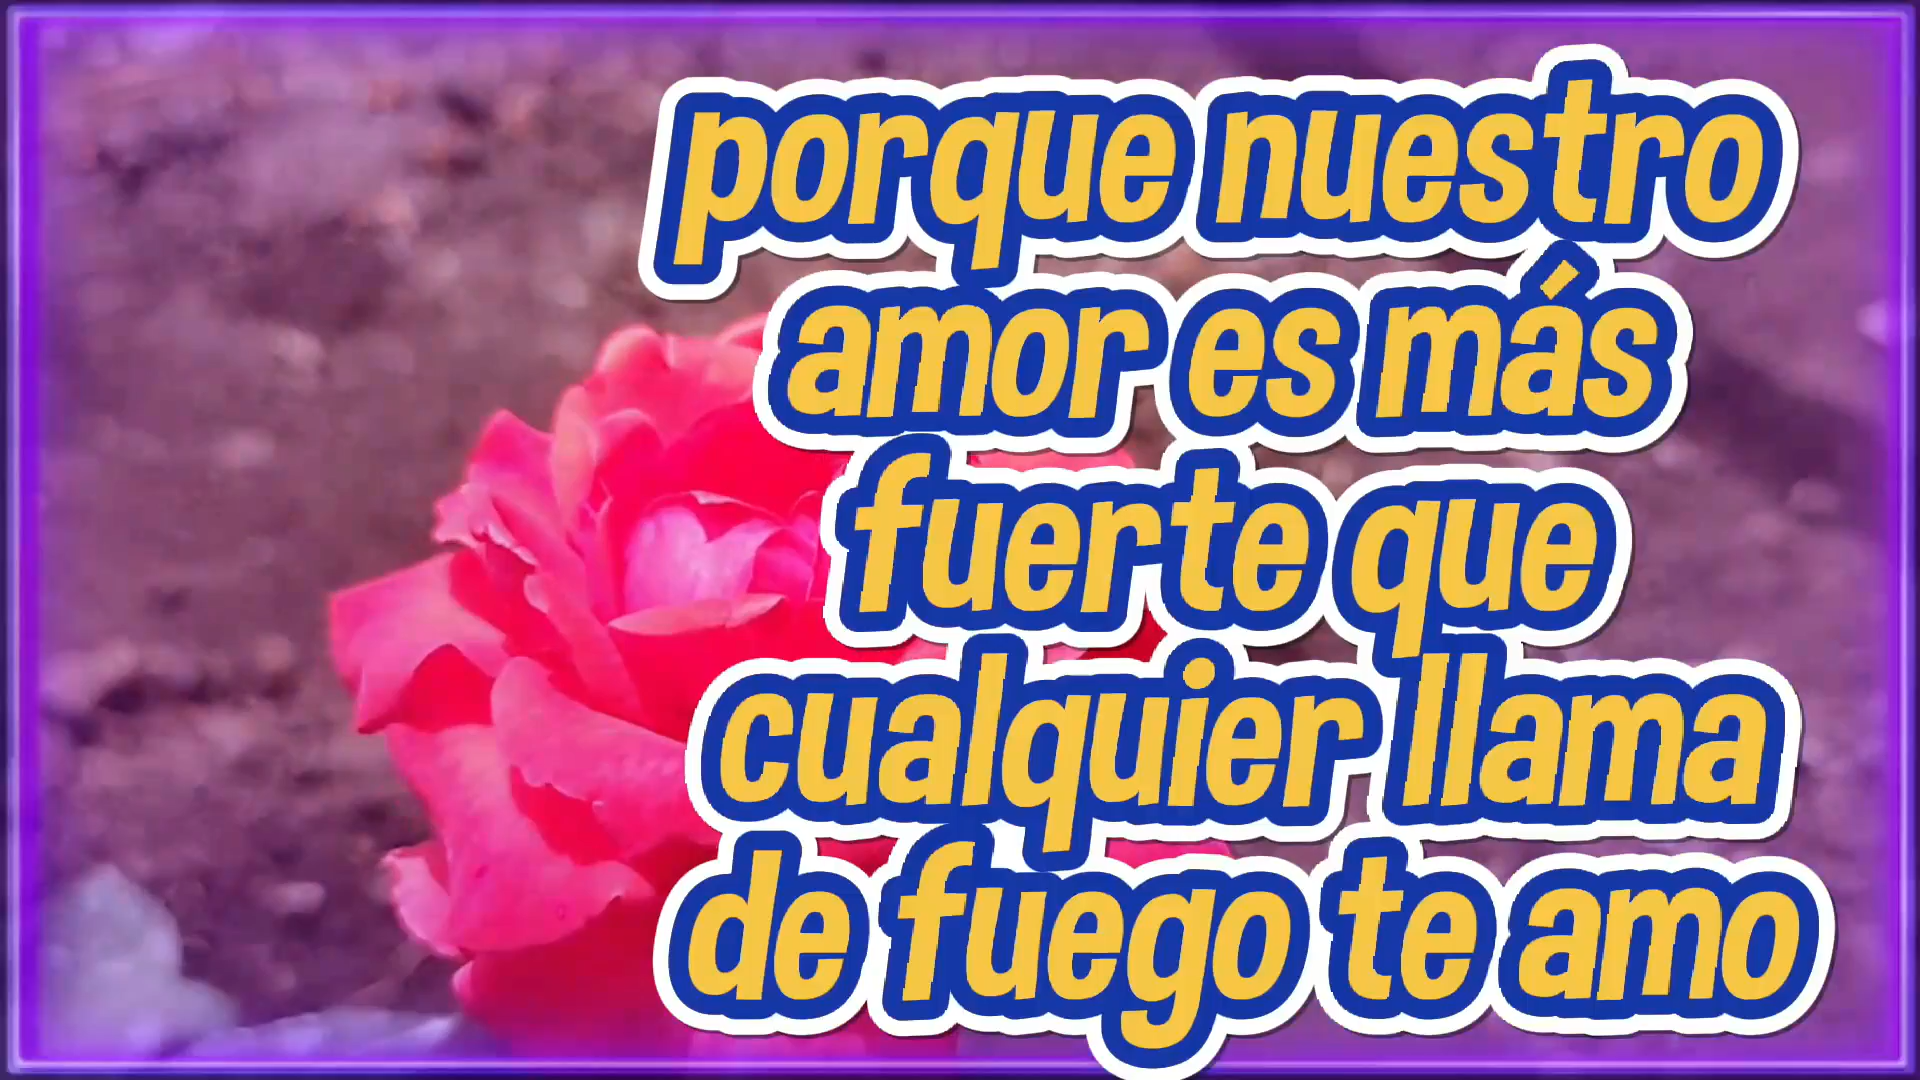 porque nuestro
amor es más
fuerte que
cualquier llama
de fuego te amo